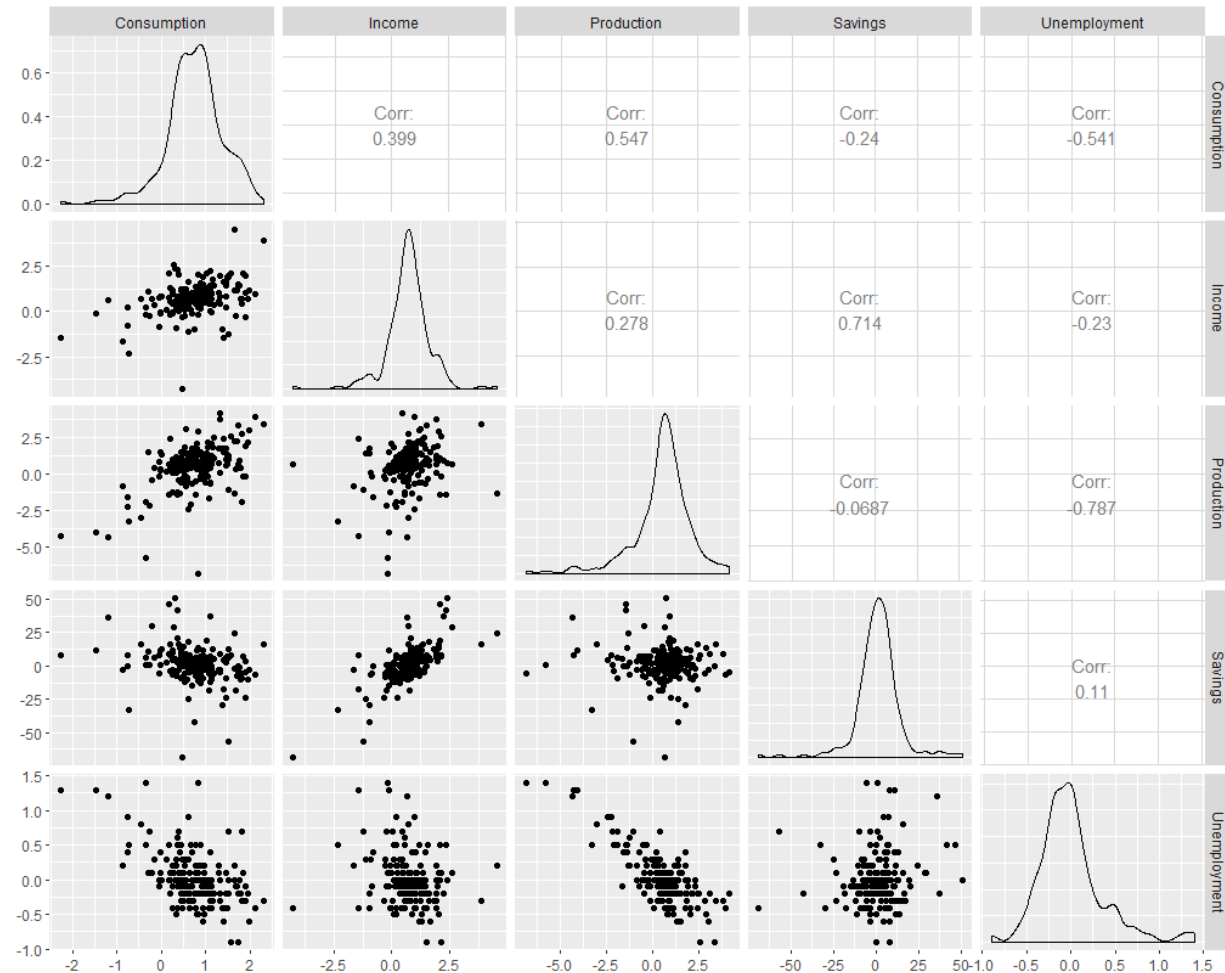 Consumption Income Production Savings Unemployment
0.6
0.4
0.2
0.0
Corr:
0.399
Corr:
0.547
Corr:
-0.24
Corr:
-0.541
Consumption
2.5
0.0
-2.5
Corr:
0.278
Corr:
0.714
Corr:
-0.23
Income
2.5
0.0
-2.5
-5.0
Corr:
-0.0687
Corr:
-0.787
Production
50
25
0
-25
-50
Corr:
0.11
Savings
1.5
1.0
0.5
0.0
-0.5
-1.0
Unemployment
-2 -1 0 1 2 -2.5 0.0 2.5 -5.0 -2.5 0.0 2.5 -50 -25 0 25 50 -1.0 -0.5 0.0 0.5 1.0 1.5